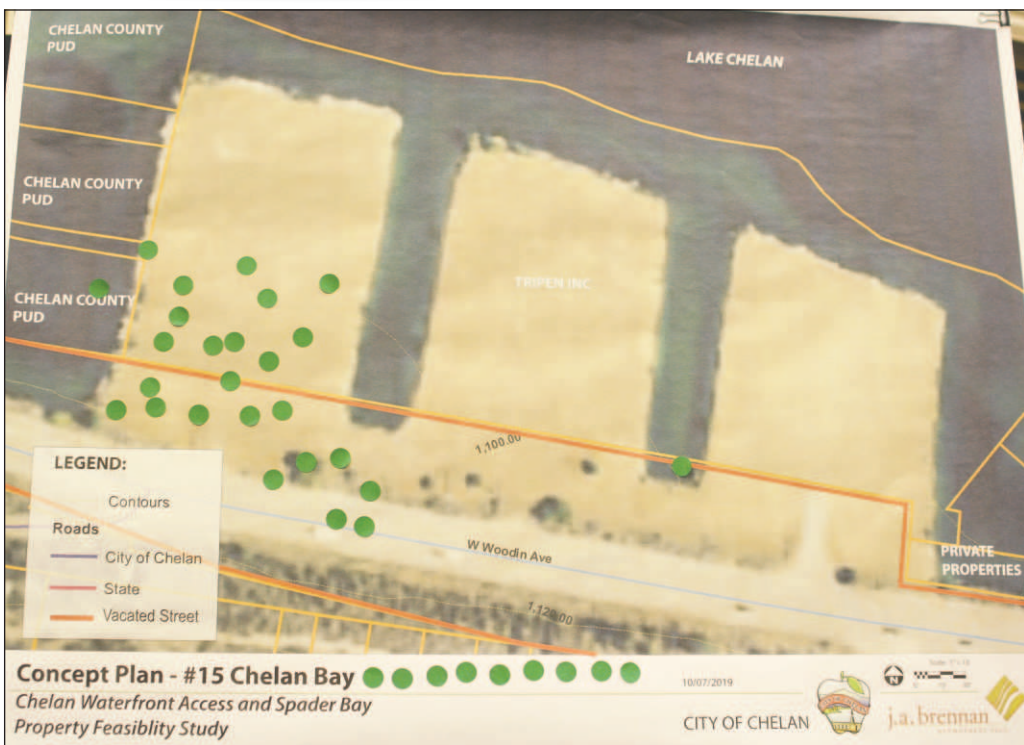 CHELAN COUNTY
PUD
LAKE CHELAN
CHELAN COUNTY
PUD
TRIPEN INC
CHELAN COUNTY
PUD
1,100.00
LEGEND:
Contours
Roads
City of Chelan
State
Vacated Street
W Woodin Ave
1,120.00
PRIVATE
PROPERTIES
Concept Plan - #15 Chelan Bay
Chelan Waterfront Access and Spader Bay
Property Feasiblity Study
10/07/2019
CITY OF CHELAN
j.a. brennan